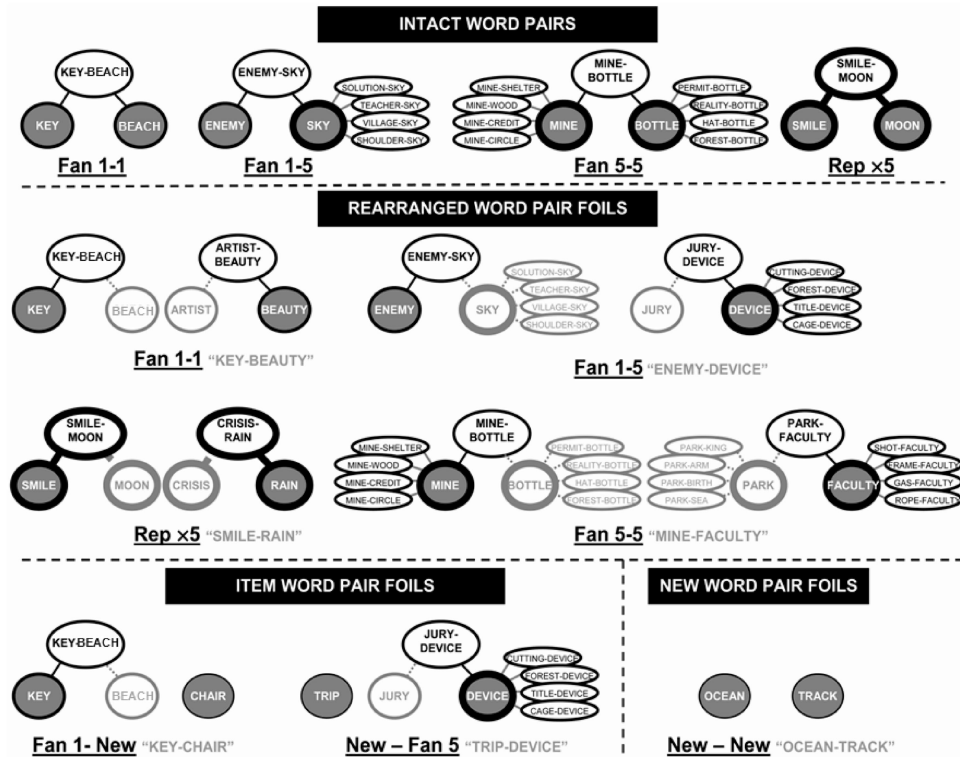 INTACT WORD PAIRS
KEY-BEACH
KEY
BEACH
Fan 1-1
ENEMY-SKY
ENEMY
SKY
SOLUTION-SKY
TEACHER-SKY
VILLAGE-SKY
SHOULDER-SKY
Fan 1-5
MINE-SHELTER
MINE-WOOD
MINE-CREDIT
MINE-CIRCLE
MINE-
BOTTLE
MINE
BOTTLE
PERMIT-BOTTLE
REALITY-BOTTLE
HAT-BOTTLE
FOREST-BOTTLE
Fan 5-5
SMILE-
MOON
SMILE
MOON
Rep ×5
REARRANGED WORD PAIR FOILS
KEY-BEACH
KEY
BEACH
ARTIST-
BEAUTY
ARTIST
BEAUTY
Fan 1-1 “KEY-BEAUTY”
ENEMY-SKY
ENEMY
SKY
SOLUTION-SKY
TEACHER-SKY
VILLAGE-SKY
SHOULDER-SKY
JURY-
DEVICE
JURY
DEVICE
CUTTING-DEVICE
FOREST-DEVICE
TITLE-DEVICE
CAGE-DEVICE
Fan 1-5 “ENEMY-DEVICE”
SMILE-
MOON
SMILE
MOON
CRISIS-
RAIN
CRISIS
RAIN
Rep ×5 “SMILE-RAIN”
MINE-SHELTER
MINE-WOOD
MINE-CREDIT
MINE-CIRCLE
MINE-
BOTTLE
MINE
BOTTLE
PERMIT-BOTTLE
REALITY-BOTTLE
HAT-BOTTLE
FOREST-BOTTLE
PARK-KING
PARK-ARM
PARK-BIRTH
PARK-SEA
PARK-
FACULTY
PARK
FACULTY
SHOT-FACULTY
FRAME-FACULTY
GAS-FACULTY
ROPE-FACULTY
Fan 5-5 “MINE-FACULTY”
ITEM WORD PAIR FOILS
KEY-BEACH
KEY
BEACH
CHAIR
Fan 1- New “KEY-CHAIR”
TRIP
JURY-
DEVICE
JURY
DEVICE
CUTTING-DEVICE
FOREST-DEVICE
TITLE-DEVICE
CAGE-DEVICE
New – Fan 5 “TRIP-DEVICE”
NEW WORD PAIR FOILS
OCEAN
TRACK
New – New “OCEAN-TRACK”